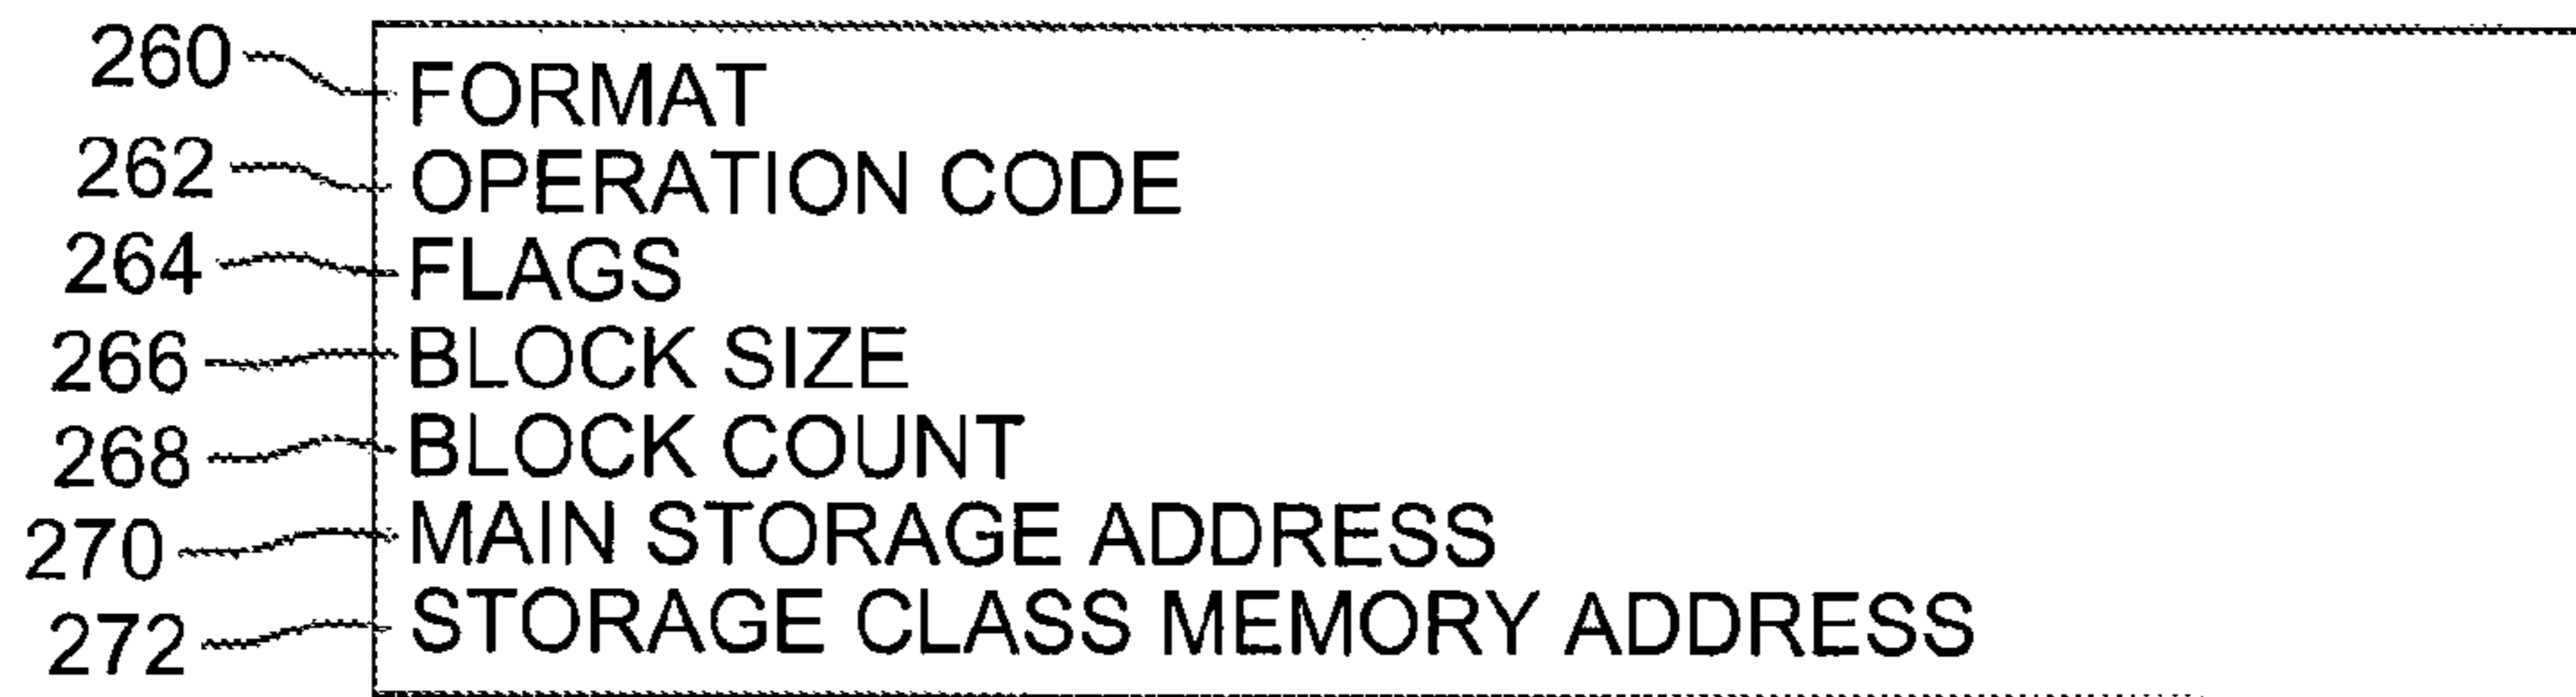 260 FORMAT
262 OPERATION CODE
264 FLAGS
266 BLOCK SIZE
268 BLOCK COUNT
270 MAIN STORAGE ADDRESS
272 STORAGE CLASS MEMORY ADDRESS